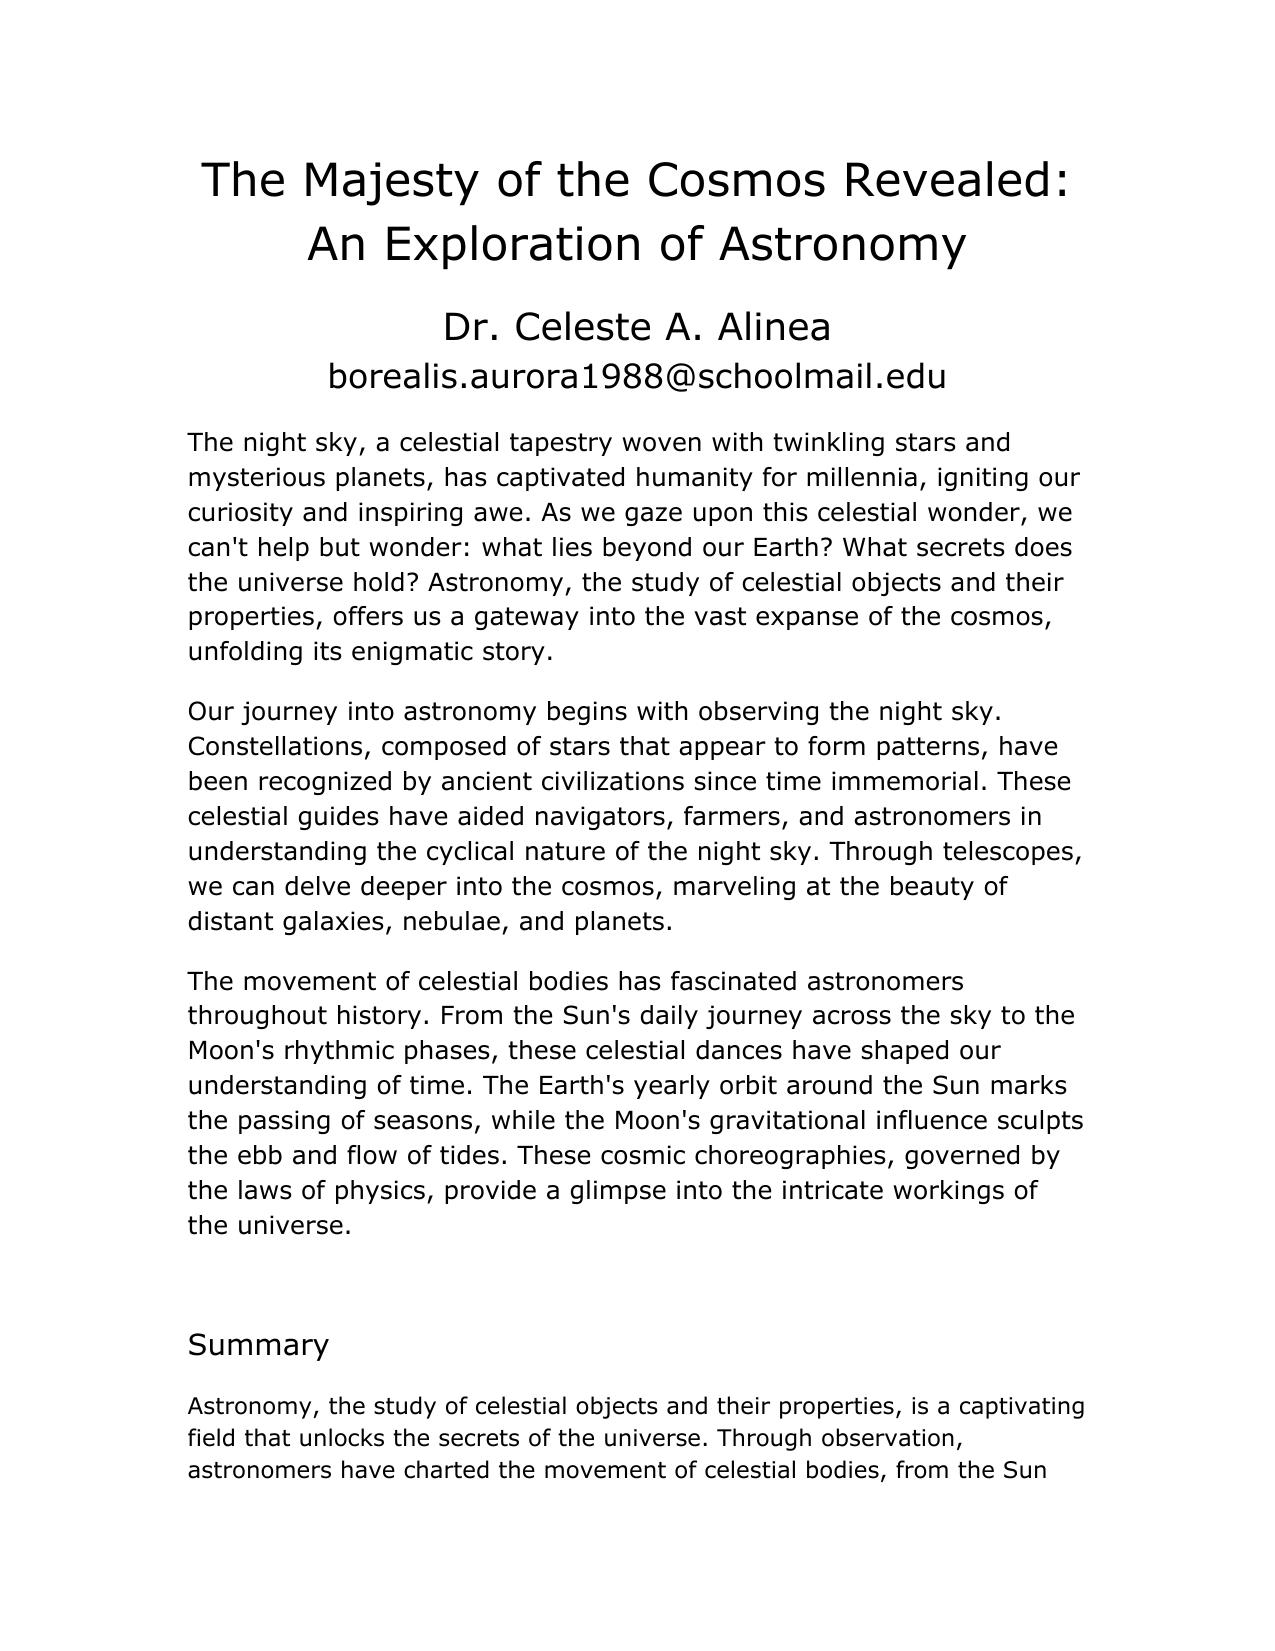 The Majesty of the Cosmos Revealed:
An Exploration of Astronomy
Dr. Celeste A. Alinea
borealis.aurora1988@schoolmail.edu
The night sky, a celestial tapestry woven with twinkling stars and
mysterious planets, has captivated humanity for millennia, igniting our
curiosity and inspiring awe. As we gaze upon this celestial wonder, we
can't help but wonder: what lies beyond our Earth? What secrets does
the universe hold? Astronomy, the study of celestial objects and their
properties, offers us a gateway into the vast expanse of the cosmos,
unfolding its enigmatic story.
Our journey into astronomy begins with observing the night sky.
Constellations, composed of stars that appear to form patterns, have
been recognized by ancient civilizations since time immemorial. These
celestial guides have aided navigators, farmers, and astronomers in
understanding the cyclical nature of the night sky. Through telescopes,
we can delve deeper into the cosmos, marveling at the beauty of
distant galaxies, nebulae, and planets.
The movement of celestial bodies has fascinated astronomers
throughout history. From the Sun's daily journey across the sky to the
Moon's rhythmic phases, these celestial dances have shaped our
understanding of time. The Earth's yearly orbit around the Sun marks
the passing of seasons, while the Moon's gravitational influence sculpts
the ebb and flow of tides. These cosmic choreographies, governed by
the laws of physics, provide a glimpse into the intricate workings of
the universe.
Summary
Astronomy, the study of celestial objects and their properties, is a captivating
field that unlocks the secrets of the universe. Through observation,
astronomers have charted the movement of celestial bodies, from the Sun